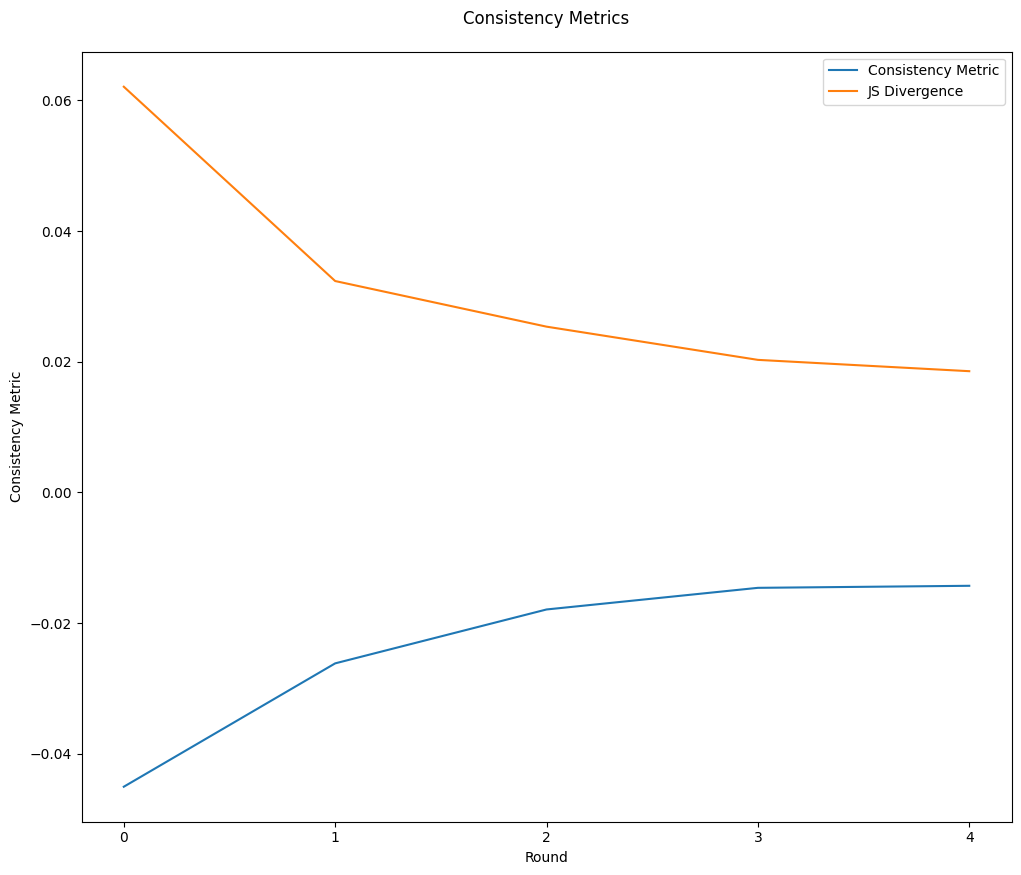 Consistency Metrics
Consistency Metric
JS Divergence
0.06
0.04
0.02
0.00
−0.02
−0.04
Consistency Metric
0
1
2
3
4
Round